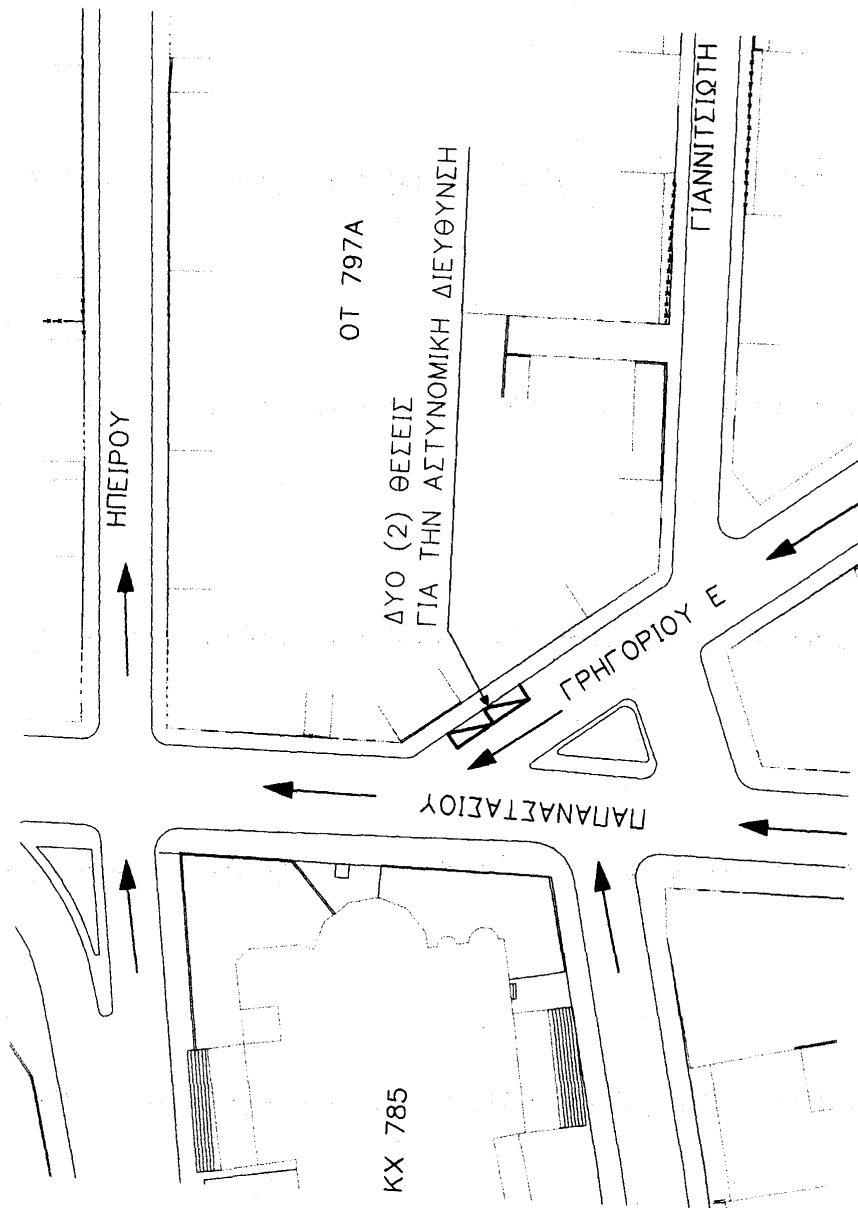 ΗΠΕΙΡΟΥ
ΟΤ 797Α
ΔΥΟ (2) ΘΕΣΕΙΣ
ΓΙΑ ΤΗΝ ΑΣΤΥΝΟΜΙΚΗ ΔΙΕΥΘΥΝΣΗ
ΓΙΑΝΝΙΤΣΙΩΤΗ
ΓΡΗΓΟΡΙΟΥ Ε
ΠΑΠΑΝΑΣΤΑΣΙΟΥ
ΚΧ 785